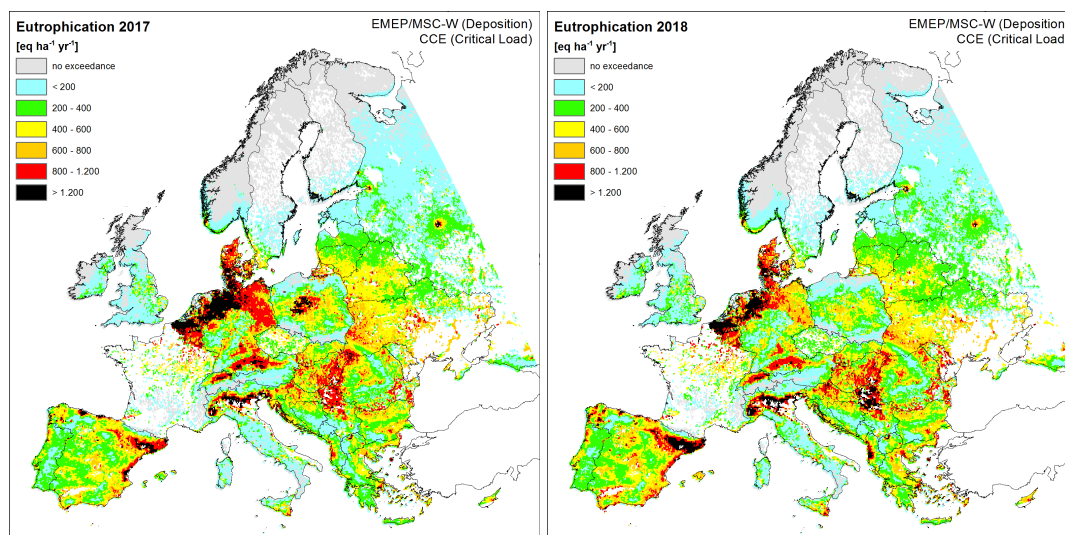 Eutrophication 2017
[eq ha⁻¹ yr⁻¹]
EMEP/MSC-W (Deposition)
CCE (Critical Load)
no exceedance
< 200
200 - 400
400 - 600
600 - 800
800 - 1.200
> 1.200
Eutrophication 2018
[eq ha⁻¹ yr⁻¹]
EMEP/MSC-W (Deposition)
CCE (Critical Load)
no exceedance
< 200
200 - 400
400 - 600
600 - 800
800 - 1.200
> 1.200